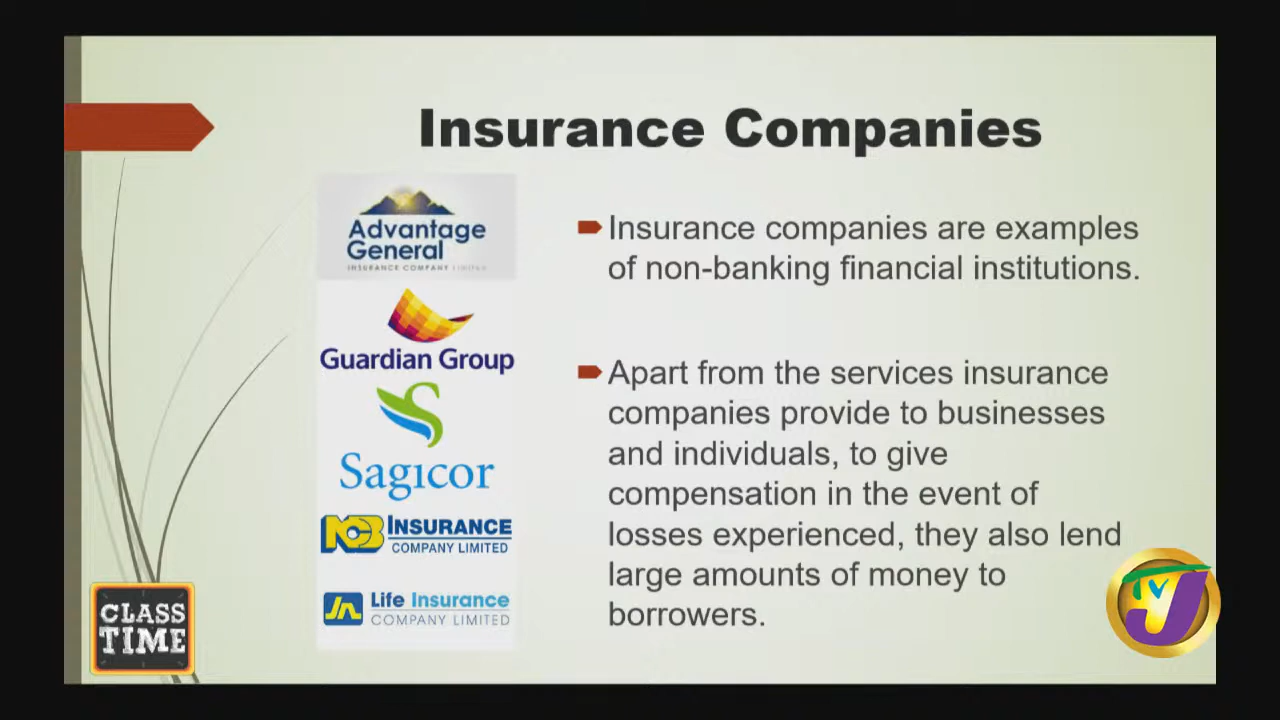 Insurance Companies
Advantage
General
INSURANCE COMPANY LIMITED
Guardian Group
Sagicor
NCB INSURANCE
COMPANY LIMITED
JN Life Insurance
COMPANY LIMITED
Insurance companies are examples
of non-banking financial institutions.
Apart from the services insurance
companies provide to businesses
and individuals, to give
compensation in the event of
losses experienced, they also lend
large amounts of money to
borrowers.
CLASS
TIME
TVJ